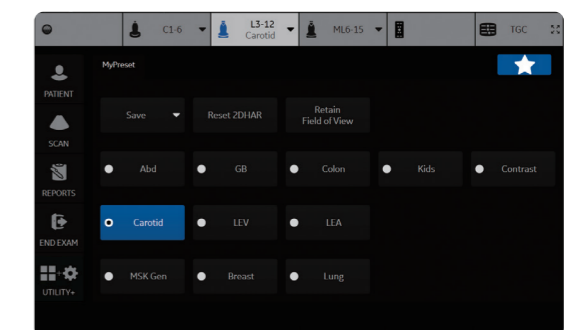 C1-6
L3-12
Carotid
ML6-15
TGC
MyPreset
PATIENT
Save
Reset 2DHAR
Retain
Field of View
SCAN
Abd
GB
Colon
Kids
Contrast
REPORTS
Carotid
LEV
LEA
END EXAM
MSK Gen
Breast
Lung
UTILITY+